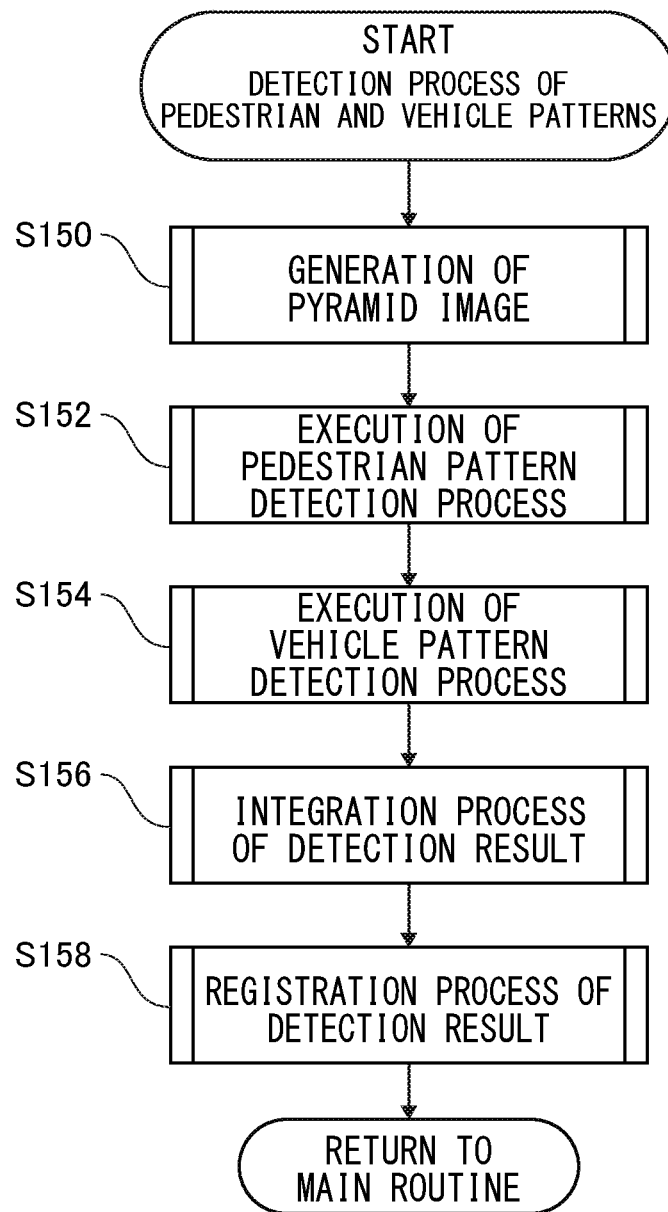 START
DETECTION PROCESS OF
PEDESTRIAN AND VEHICLE PATTERNS
S150
GENERATION OF
PYRAMID IMAGE
S152
EXECUTION OF
PEDESTRIAN PATTERN
DETECTION PROCESS
S154
EXECUTION OF
VEHICLE PATTERN
DETECTION PROCESS
S156
INTEGRATION PROCESS
OF DETECTION RESULT
S158
REGISTRATION PROCESS OF
DETECTION RESULT
RETURN TO
MAIN ROUTINE